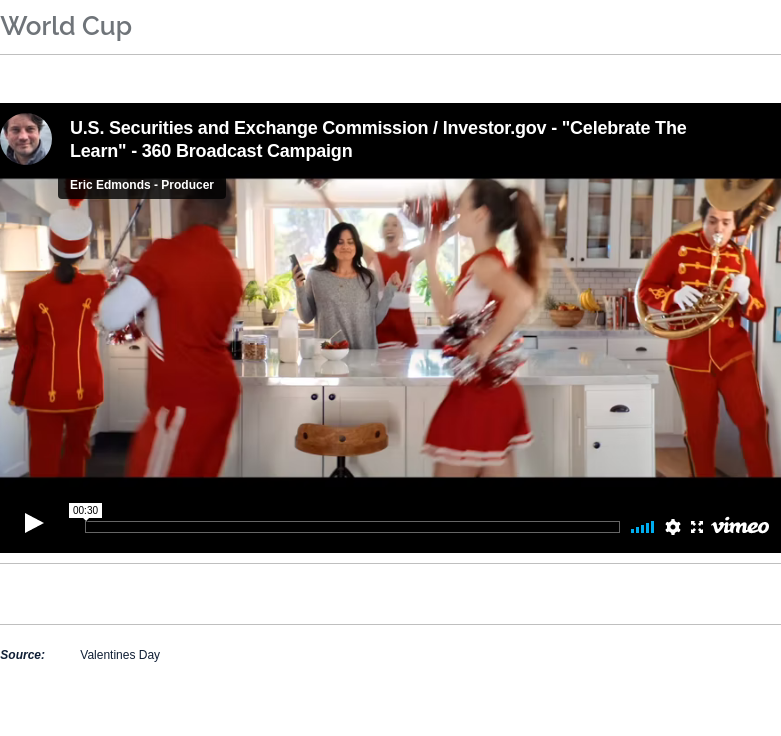 World Cup
U.S. Securities and Exchange Commission / Investor.gov - "Celebrate The
Learn" - 360 Broadcast Campaign
Eric Edmonds - Producer
00:30
vimeo
Source: Valentines Day